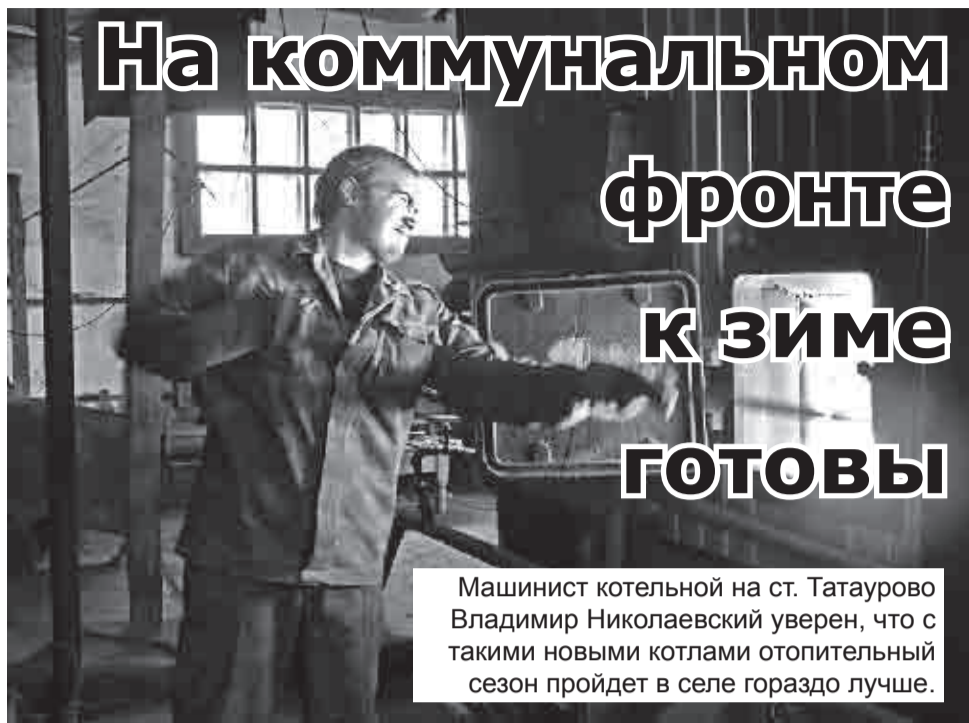 На коммунальном
фронте
к зиме
готовы
Машинист котельной на ст. Татаурово
Владимир Николаевский уверен, что с
такими новыми котлами отопительный
сезон пройдет в селе гораздо лучше.